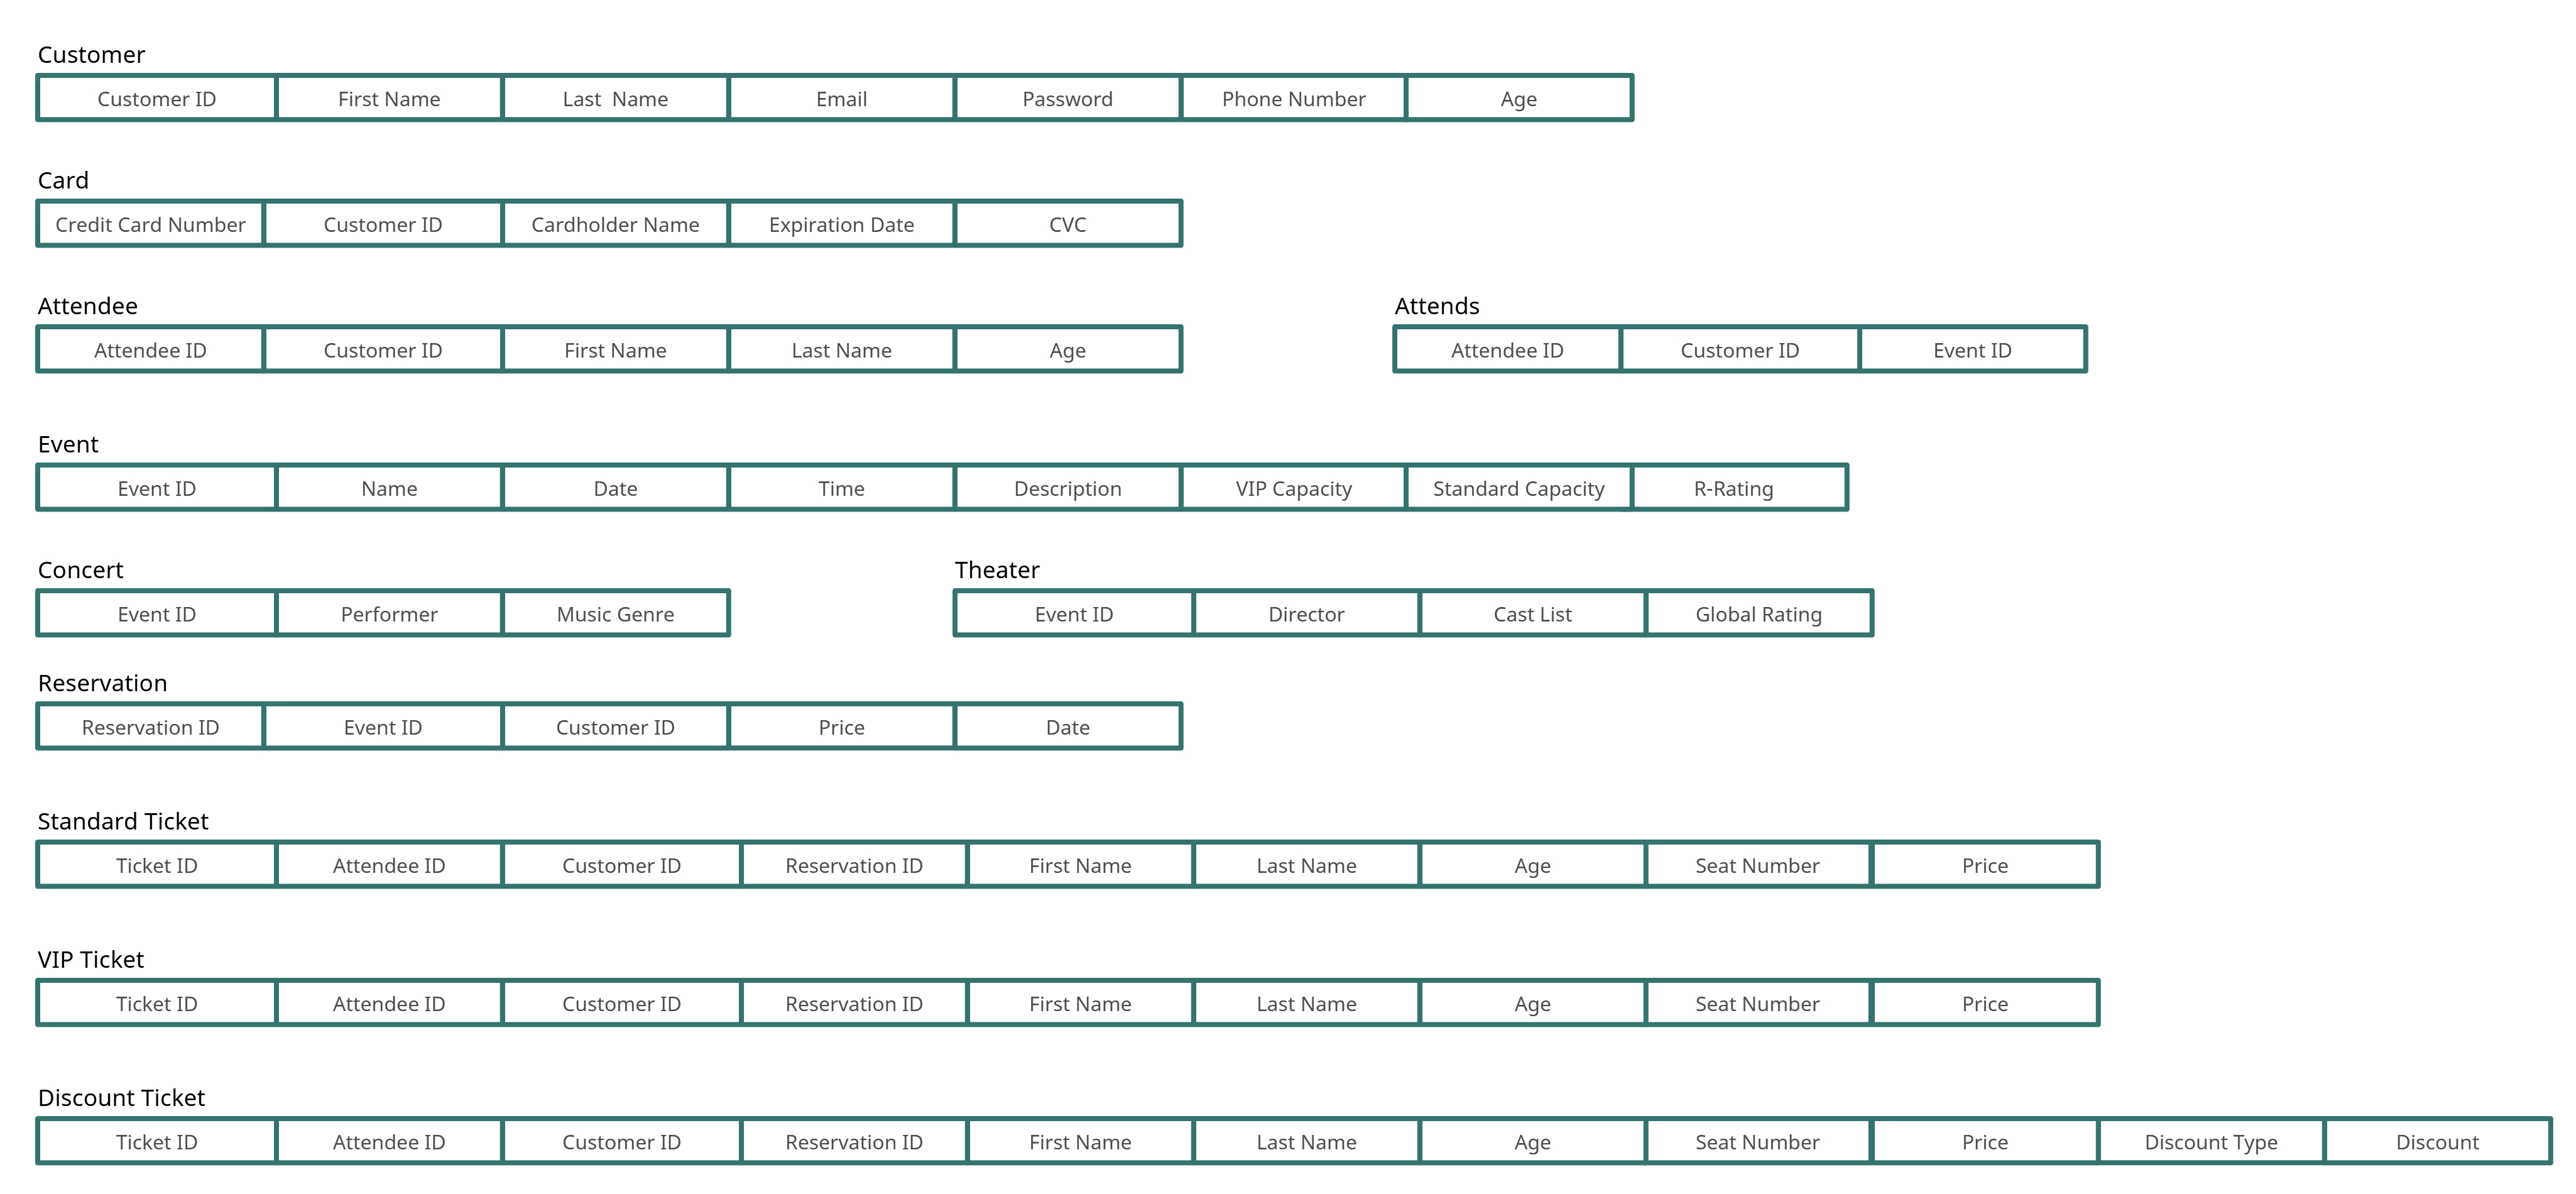 Customer
Customer ID First Name Last  Name Email Password Phone Number Age
Card
Credit Card Number Customer ID Cardholder Name Expiration Date CVC
Attendee
Attendee ID Customer ID First Name Last Name Age
Attends
Attendee ID Customer ID Event ID
Event
Event ID Name Date Time Description VIP Capacity Standard Capacity R-Rating
Concert
Event ID Performer Music Genre
Theater
Event ID Director Cast List Global Rating
Reservation
Reservation ID Event ID Customer ID Price Date
Standard Ticket
Ticket ID Attendee ID Customer ID Reservation ID First Name Last Name Age Seat Number Price
VIP Ticket
Ticket ID Attendee ID Customer ID Reservation ID First Name Last Name Age Seat Number Price
Discount Ticket
Ticket ID Attendee ID Customer ID Reservation ID First Name Last Name Age Seat Number Price Discount Type Discount